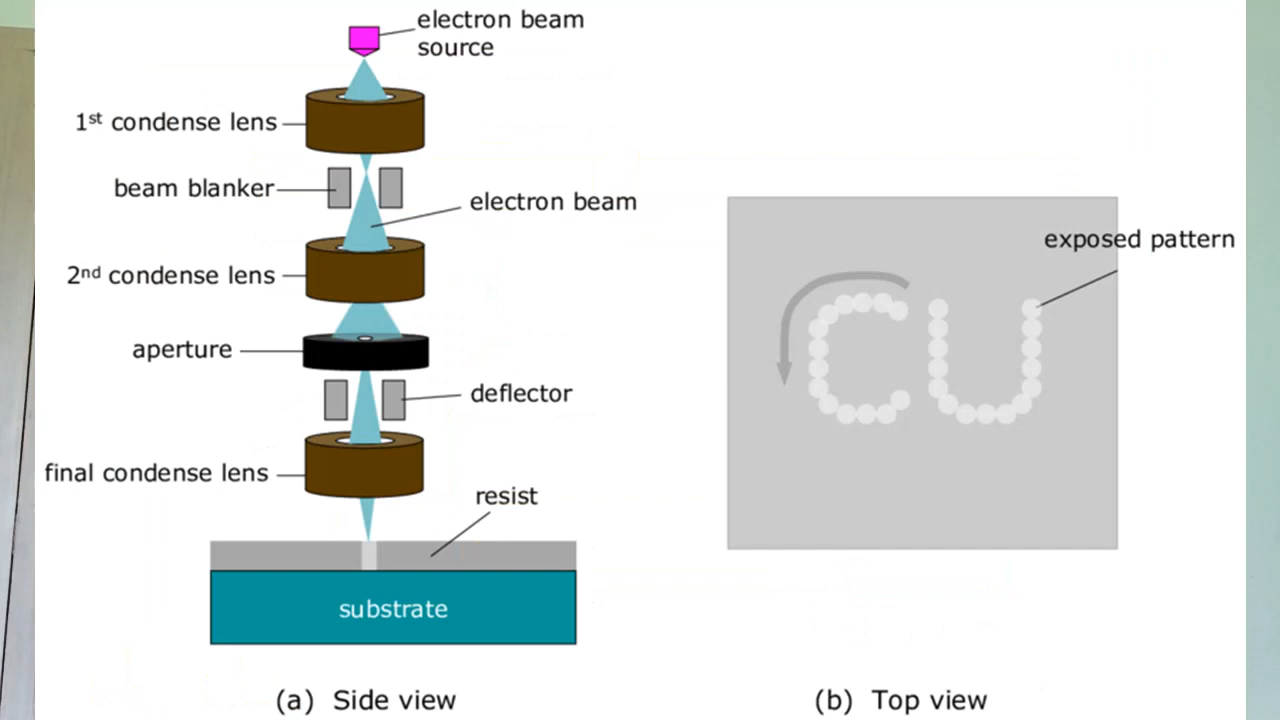 electron beam
source
1st condense lens
beam blanker
electron beam
2nd condense lens
aperture
deflector
final condense lens
resist
substrate
(a) Side view
exposed pattern
CU
(b) Top view